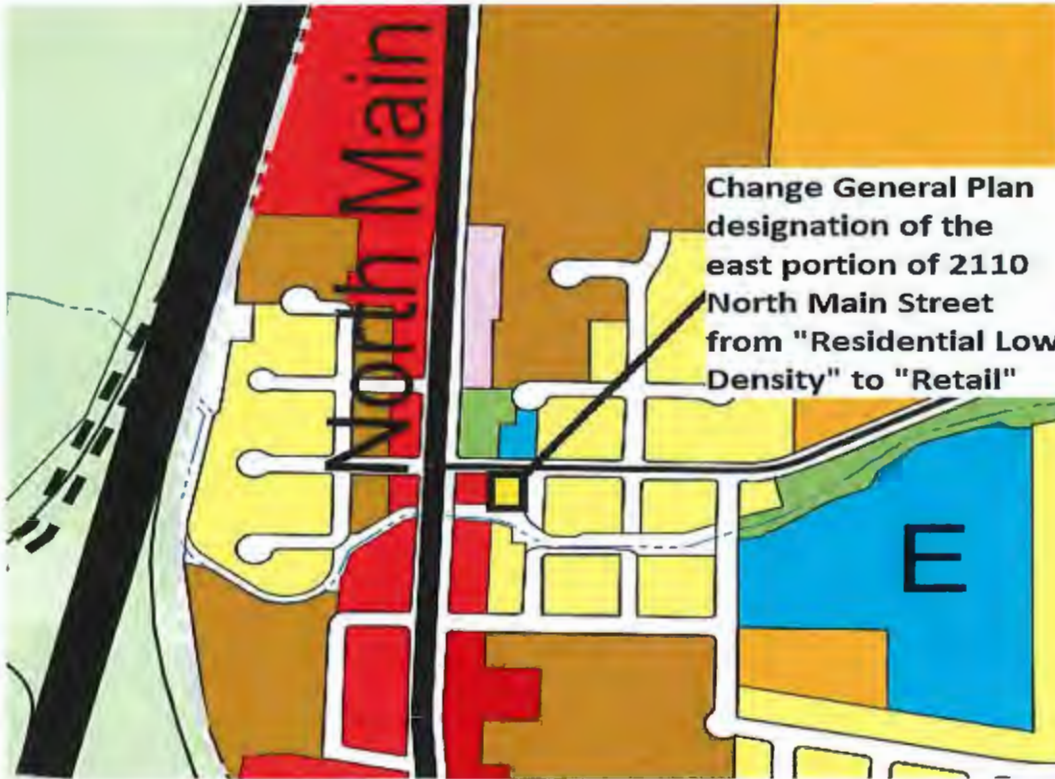 North Main
Change General Plan
designation of the
east portion of 2110
North Main Street
from "Residential Low
Density" to "Retail"
E